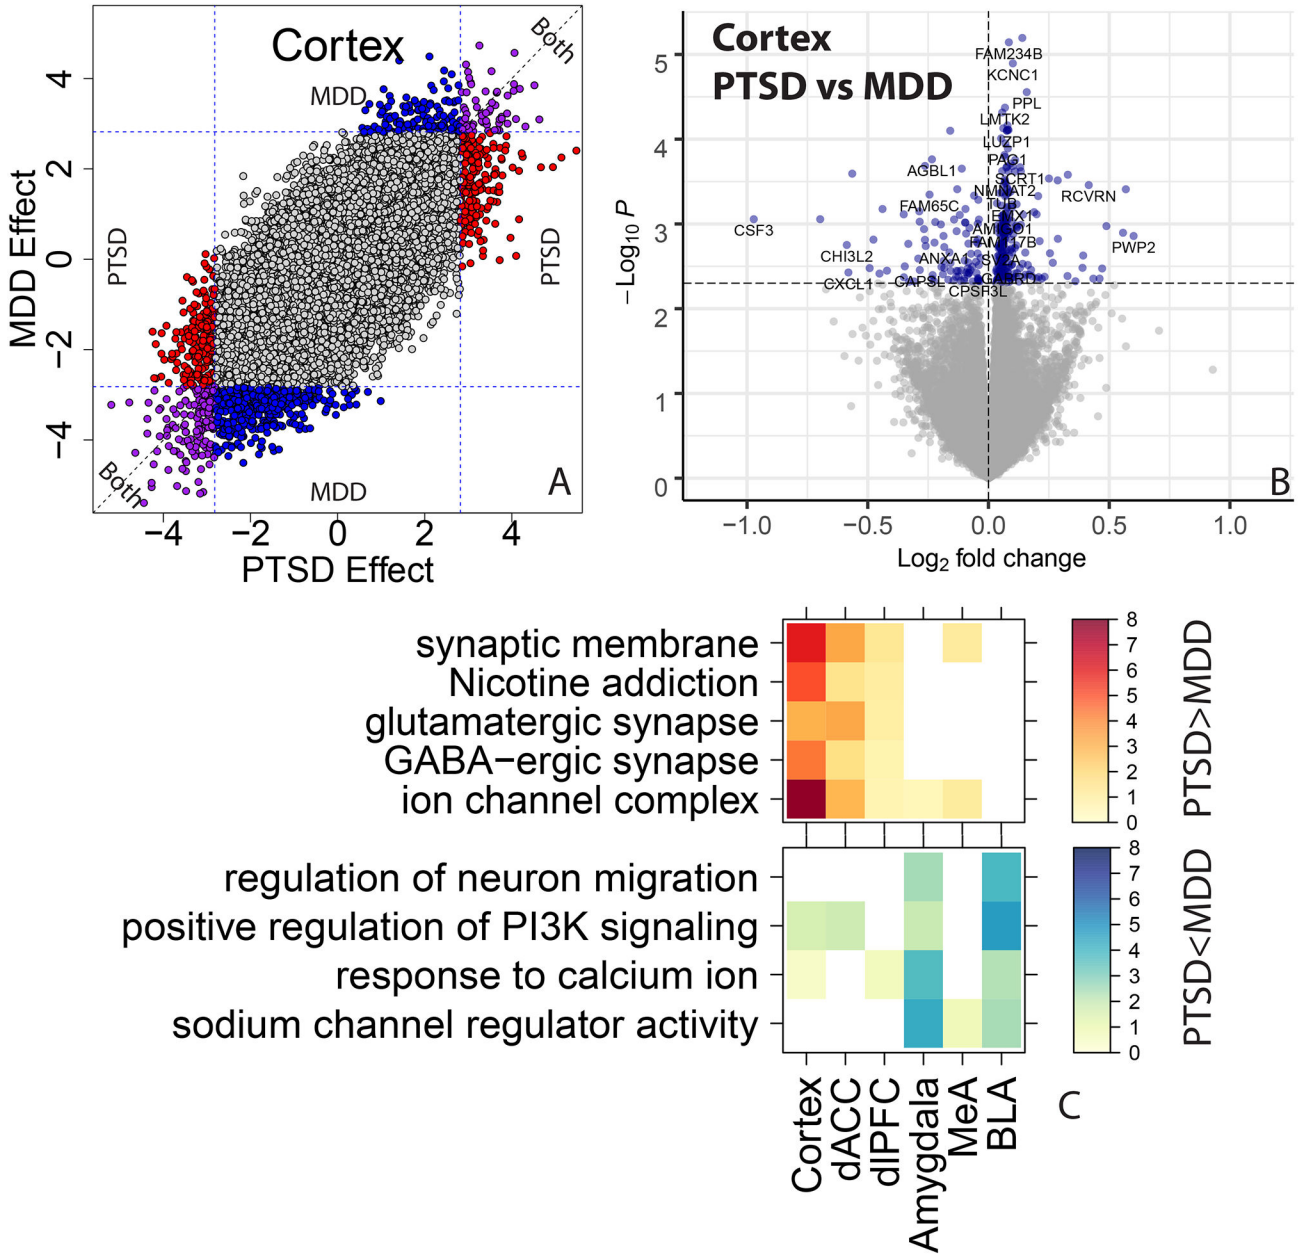 Cortex
Both
MDD
PTSD
PTSD
MDD
Both
A
4
2
0
−2
−4
MDD Effect
−4
−2
0
2
4
PTSD Effect
Cortex
PTSD vs MDD
FAM234B
KCNC1
PPL
LMTK2
LUZP1
PAG1
AGBL1
SCRT1
NMNAT2
RCVRN
TUB
FAM65C
EMX1
CSF3
AMIGO1
FAM117B
PWP2
CHI3L2
ANXA1
SV2A
CXCL1
CAPSL
GABRD
CPSF3L
B
5
4
3
2
1
0
−Log10 P
−1.0
−0.5
0.0
0.5
1.0
Log2 fold change
synaptic membrane
Nicotine addiction
glutamatergic synapse
GABA−ergic synapse
ion channel complex
8
7
6
5
4
3
2
1
0
PTSD>MDD
regulation of neuron migration
positive regulation of PI3K signaling
response to calcium ion
sodium channel regulator activity
8
7
6
5
4
3
2
1
0
PTSD<MDD
Cortex
dACC
dlPFC
Amygdala
MeA
BLA
C